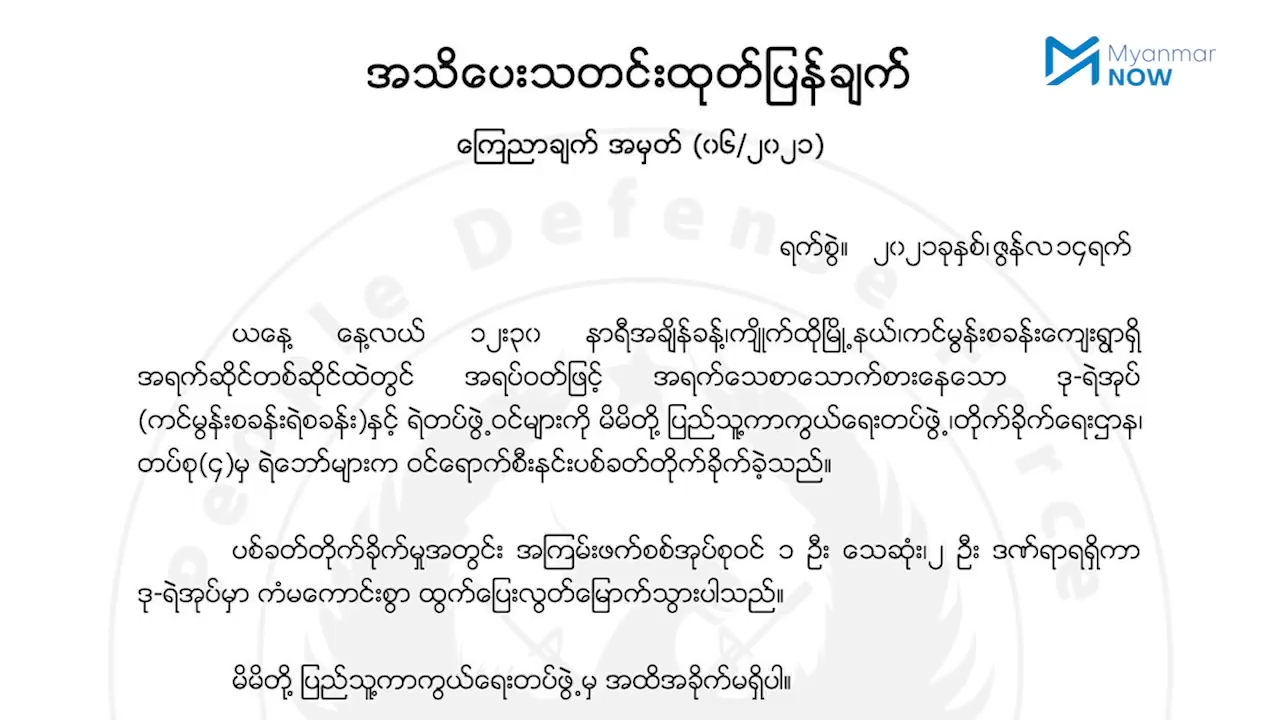 Myanmar
NOW
အသိပေးသတင်းထုတ်ပြန်ချက်
ကြေညာချက် အမှတ် (၀၆/၂၀၂၁)
People Defense Force
ရက်စွဲ။ ၂၀၂၁ခုနှစ်၊ဇွန်လ၁၄ရက်
ယနေ့ နေ့လယ် ၁၂း၃၀ နာရီအချိန်ခန့်၊ကျိုက်ထိုမြို့နယ်၊ကင်မွန်းစခန်းကျေးရွာရှိ
အရက်ဆိုင်တစ်ဆိုင်ထဲတွင် အရပ်ဝတ်ဖြင့် အရက်သေစာသောက်စားနေသော ဒု-ရဲအုပ်
(ကင်မွန်းစခန်းရဲစခန်း)နှင့် ရဲတပ်ဖွဲ့ဝင်များကို မိမိတို့ ပြည်သူ့ကာကွယ်ရေးတပ်ဖွဲ့၊တိုက်ခိုက်ရေးဌာန၊
တပ်စု(၄)မှ ရဲဘော်များက ဝင်ရောက်စီးနင်းပစ်ခတ်တိုက်ခိုက်ခဲ့သည်။
ပစ်ခတ်တိုက်ခိုက်မှုအတွင်း အကြမ်းဖက်စစ်အုပ်စုဝင် ၁ ဦး သေဆုံး၊၂ ဦး ဒဏ်ရာရရှိကာ
ဒု-ရဲအုပ်မှာ ကံမကောင်းစွာ ထွက်ပြေးလွတ်မြောက်သွားပါသည်။
မိမိတို့ ပြည်သူ့ကာကွယ်ရေးတပ်ဖွဲ့မှ အထိအခိုက်မရှိပါ။